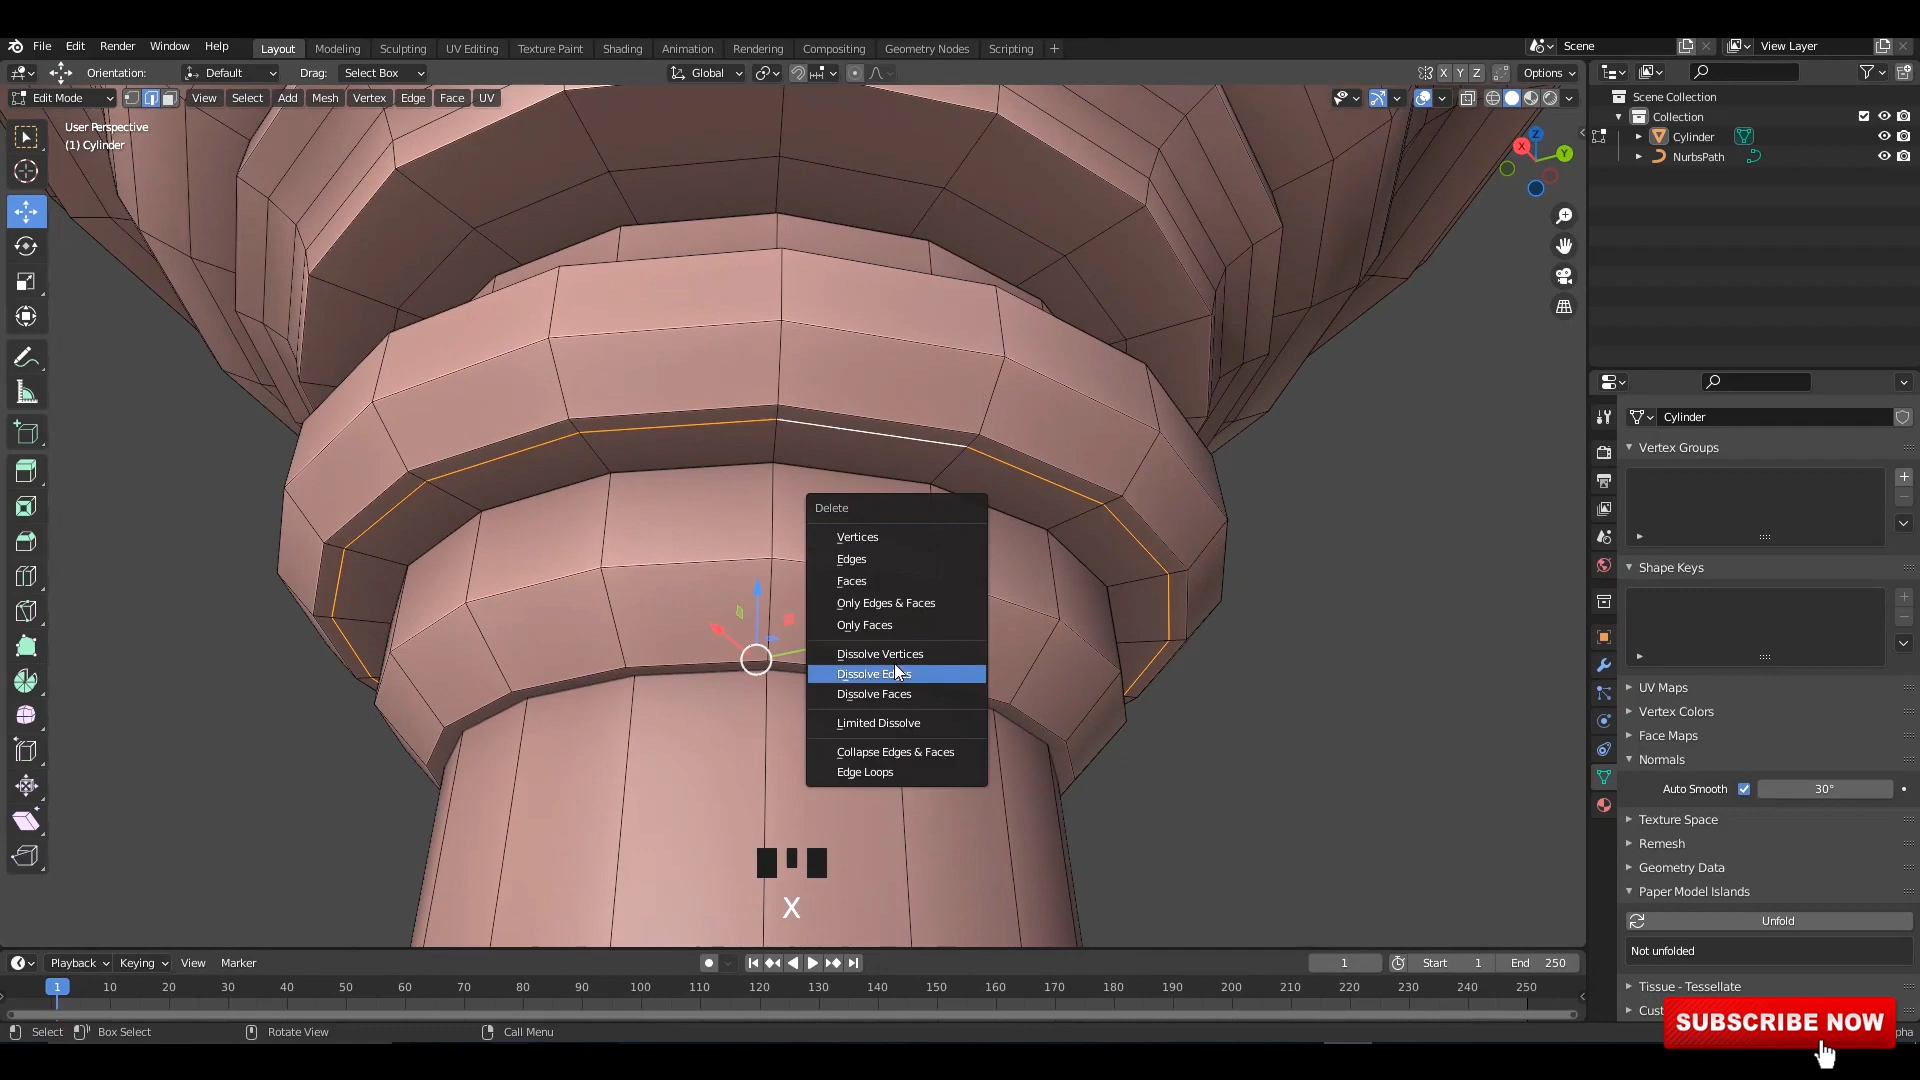 File Edit Render Window Help Layout Modeling Sculpting UV Editing Texture Paint Shading Animation Rendering Compositing Geometry Nodes Scripting + Scene View Layer
Orientation: Default Drag: Select Box Global X Y Z Options
Edit Mode View Select Add Mesh Vertex Edge Face UV
User Perspective
(1) Cylinder
Z
X
Y
Scene Collection
Collection
Cylinder
NurbsPath
Cylinder
Vertex Groups
Shape Keys
UV Maps
Vertex Colors
Face Maps
Normals
Auto Smooth 30°
Texture Space
Remesh
Geometry Data
Paper Model Islands
Unfold
Not unfolded
Tissue - Tessellate
Cust
SUBSCRIBE NOW
pha
Delete
Vertices
Edges
Faces
Only Edges & Faces
Only Faces
Dissolve Vertices
Dissolve Edges
Dissolve Faces
Limited Dissolve
Collapse Edges & Faces
Edge Loops
X
Playback Keying View Marker 1 Start 1 End 250
1 10 20 30 40 50 60 70 80 90 100 110 120 130 140 150 160 170 180 190 200 210 220 230 240 250
Select Box Select Rotate View Call Menu